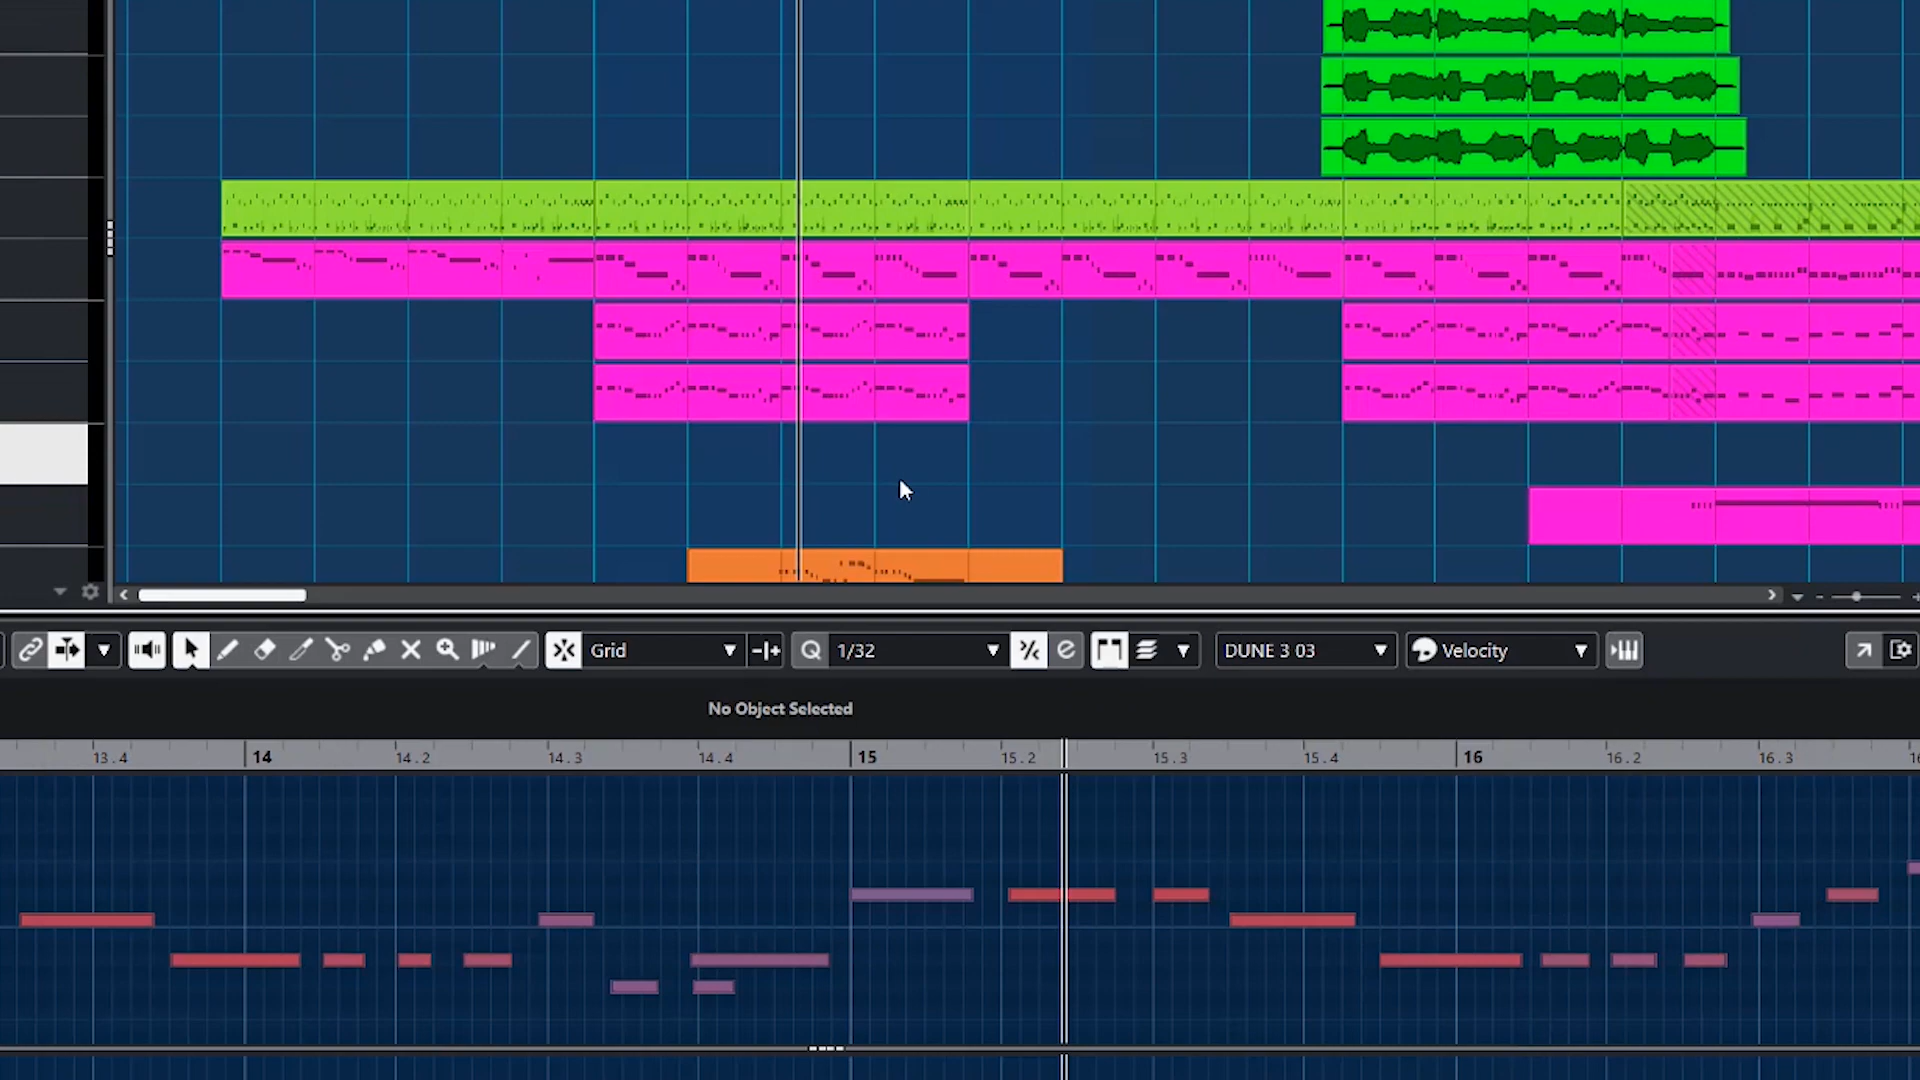 Grid
1/32
DUNE 3 03
Velocity
No Object Selected
13.4 14 14.2 14.3 14.4 15 15.2 15.3 15.4 16 16.2 16.3